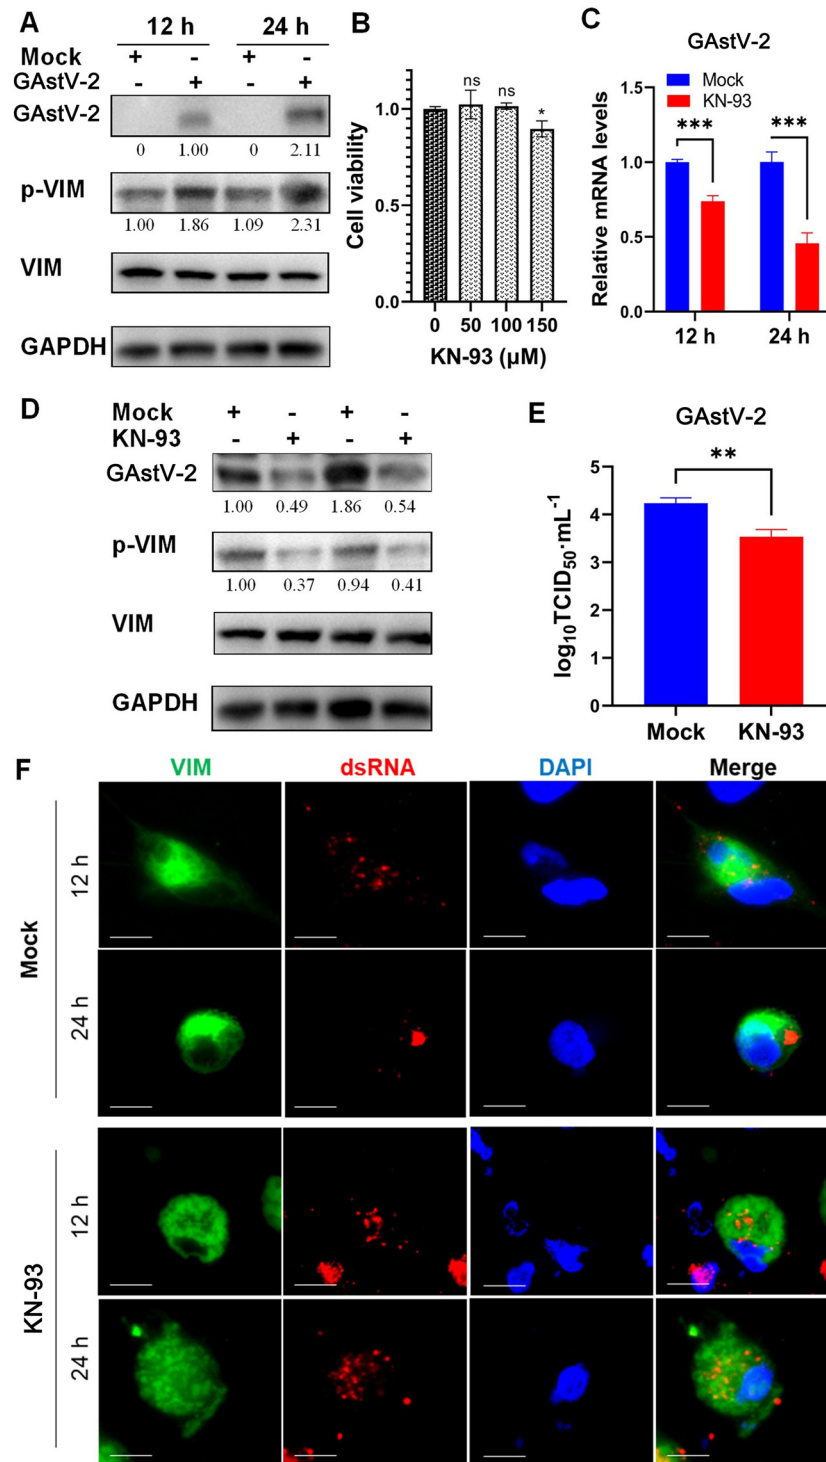 A
12 h 24 h
Mock + - + -
GAstV-2 - + - +
GAstV-2
0 1.00 0 2.11
p-VIM
1.00 1.86 1.09 2.31
VIM
GAPDH
B
ns ns *
1.0
0.5
0.0
Cell viability
0 50 100 150
KN-93 (μM)
C
GAstV-2
Mock
KN-93
1.5
1.0
0.5
0.0
Relative mRNA levels
*** ***
12 h 24 h
D
Mock + - + -
KN-93 - + - +
GAstV-2
1.00 0.49 1.86 0.54
p-VIM
1.00 0.37 0.94 0.41
VIM
GAPDH
E
GAstV-2
**
5
4
3
2
1
0
log10TCID50·mL-1
Mock KN-93
F
VIM dsRNA DAPI Merge
Mock
12 h
24 h
KN-93
12 h
24 h